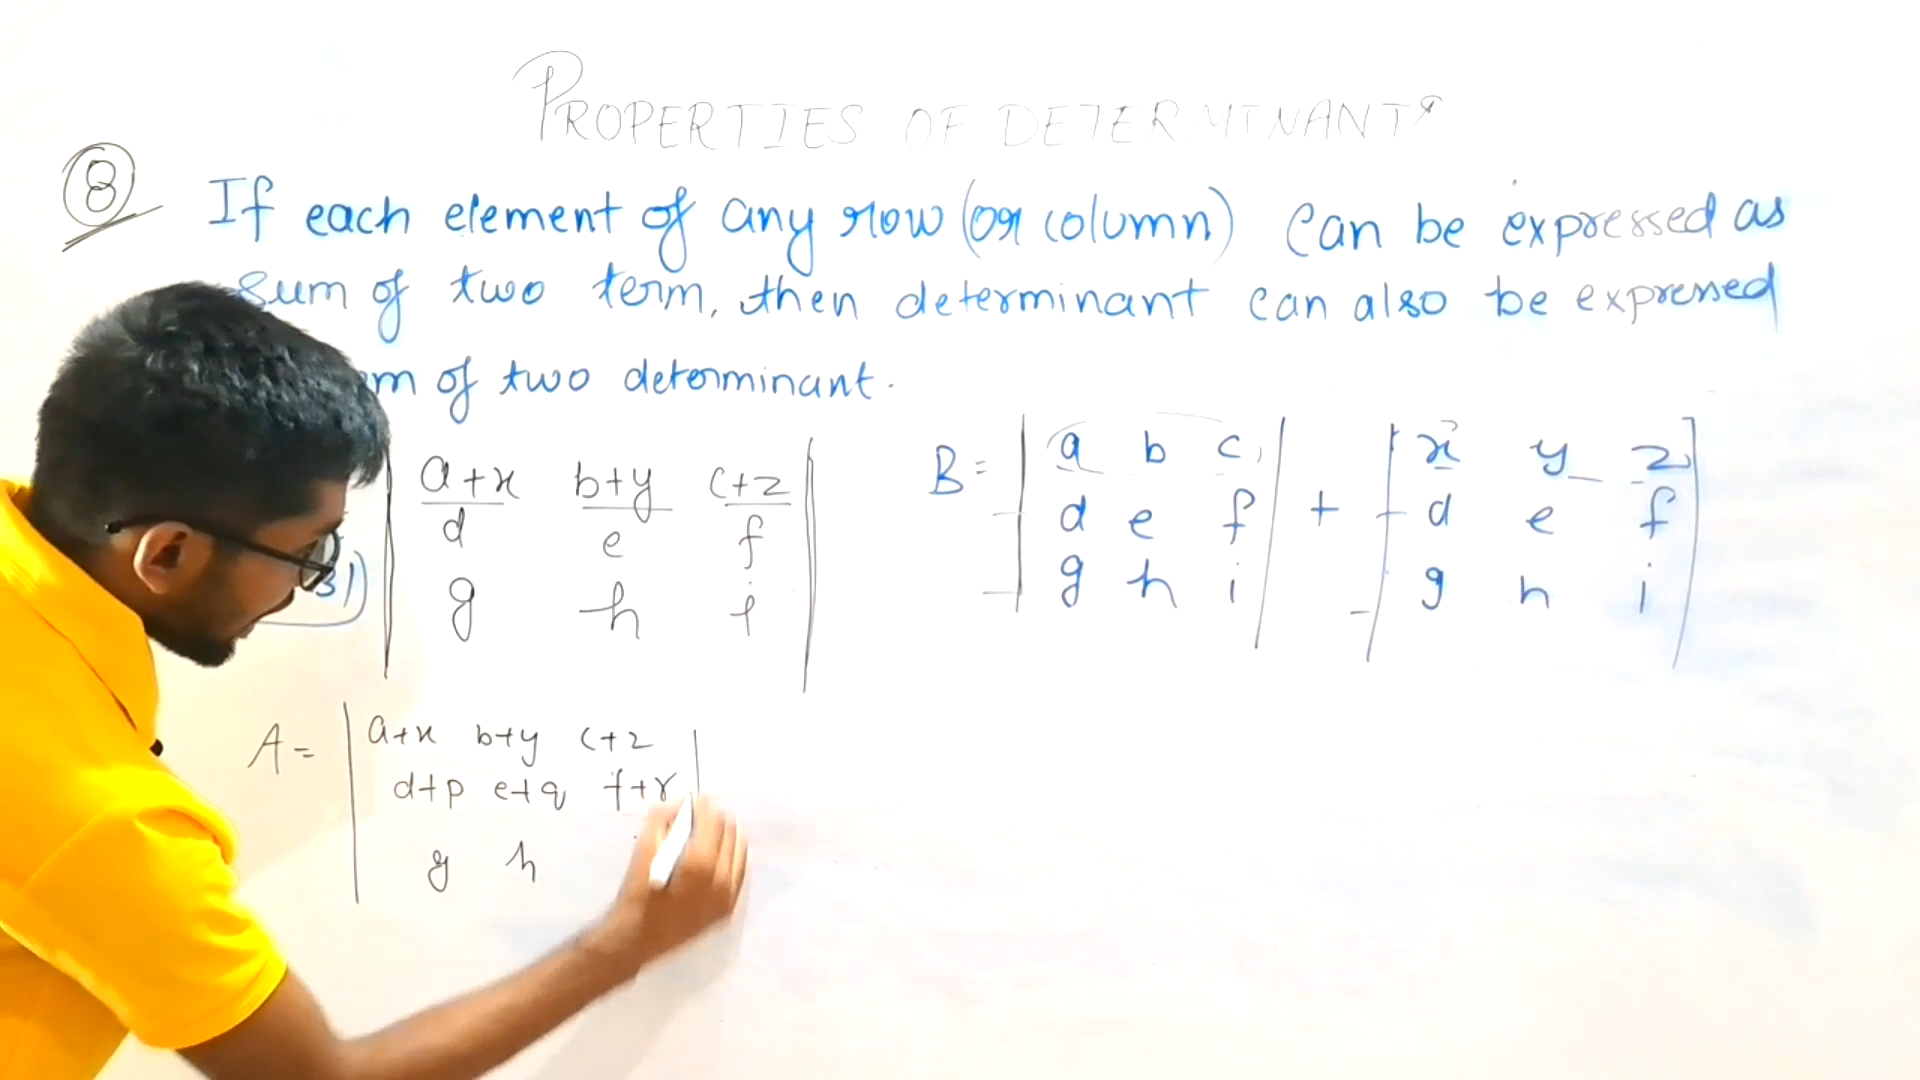 PROPERTIES OF DETERMINANTS
8
If each element of any row (or column) can be expressed as
sum of two term, then determinant can also be expressed
of two determinant.
a+x b+y c+z
d e f
g h i
B = | a b c | + | x y z |
d e f d e f
g h i g h i
A = | a+x b+y c+z |
d+p e+q f+r
g h